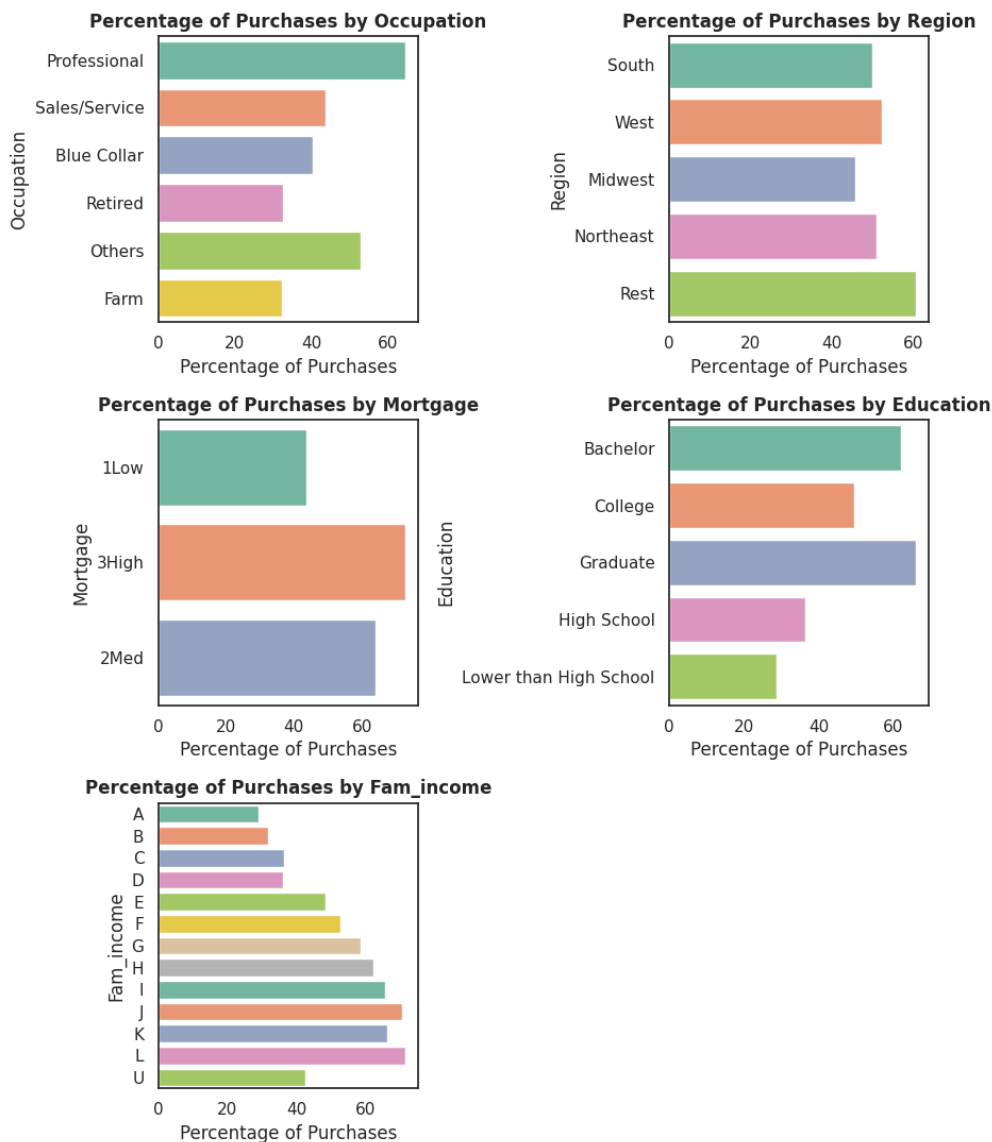 Percentage of Purchases by Occupation
Occupation
Professional
Sales/Service
Blue Collar
Retired
Others
Farm
0 20 40 60
Percentage of Purchases
Percentage of Purchases by Region
Region
South
West
Midwest
Northeast
Rest
0 20 40 60
Percentage of Purchases
Percentage of Purchases by Mortgage
Mortgage
1Low
3High
2Med
0 20 40 60
Percentage of Purchases
Percentage of Purchases by Education
Education
Bachelor
College
Graduate
High School
Lower than High School
0 20 40 60
Percentage of Purchases
Percentage of Purchases by Fam_income
Fam_income
A
B
C
D
E
F
G
H
I
J
K
L
U
0 20 40 60
Percentage of Purchases